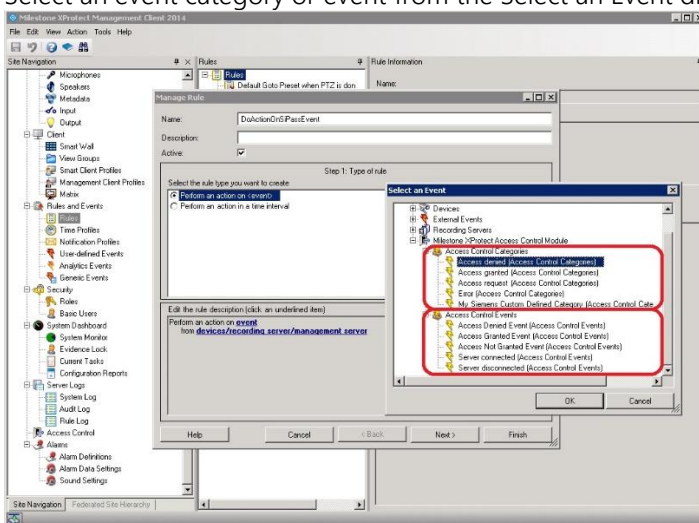 Select an event category or event from the Select an Event di
Milestone XProtect Management Client 2014
File Edit View Action Tools Help
Site Navigation
Microphones
Speakers
Metadata
Input
Output
Client
Smart Wall
View Groups
Smart Client Profiles
Management Client Profiles
Matrix
Rules and Events
Rules
Time Profiles
Notification Profiles
User-defined Events
Analytics Events
Generic Events
Security
Roles
Basic Users
System Dashboard
System Monitor
Evidence Lock
Current Tasks
Configuration Reports
Server Logs
System Log
Audit Log
Rule Log
Access Control
Alarms
Alarm Definitions
Alarm Data Settings
Sound Settings
Site Navigation Federated Site Hierarchy
Rules
Rules
Default Goto Preset when PTZ is don
Rule Information
Name:
Manage Rule
Name: DoActionOnSiPassEvent
Description:
Active:
Step 1: Type of rule
Select the rule type you want to create
Perform an action on <event>
Perform an action in a time interval
Edit the rule description (click an underlined item)
Perform an action on event
from devices/recording server/management server
Help Cancel < Back Next > Finish
Select an Event
Devices
External Events
Recording Servers
Milestone XProtect Access Control Module
Access Control Categories
Access denied (Access Control Categories)
Access granted (Access Control Categories)
Access request (Access Control Categories)
Error (Access Control Categories)
My Siemens Custom Defined Category (Access Control Cate
Access Control Events
Access Denied Event (Access Control Events)
Access Granted Event (Access Control Events)
Access Not Granted Event (Access Control Events)
Server connected (Access Control Events)
Server disconnected (Access Control Events)
OK Cancel